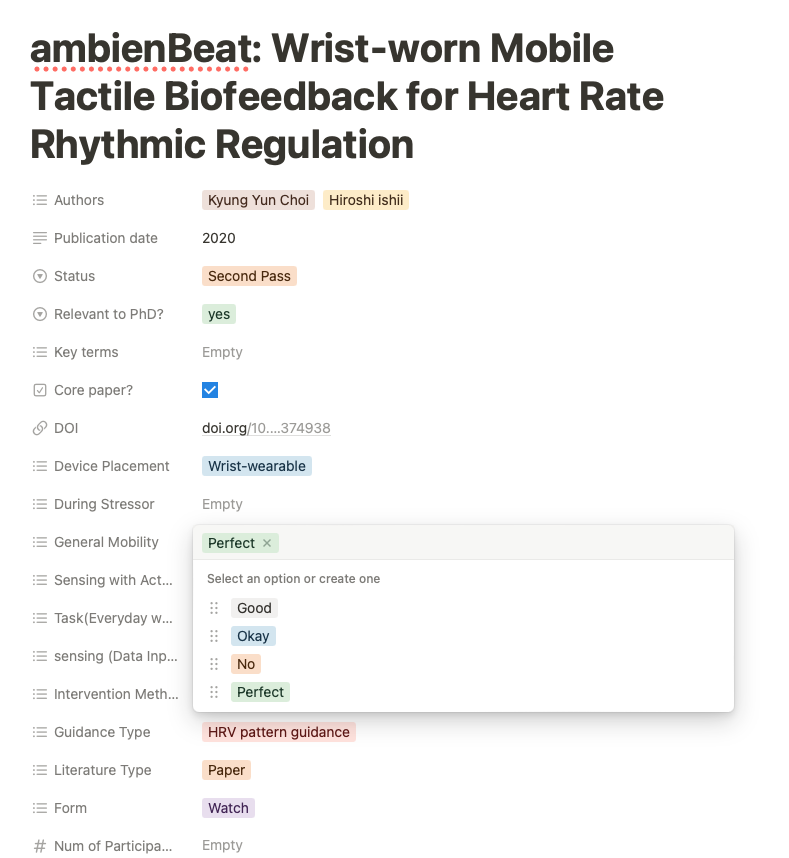 ambienBeat: Wrist-worn Mobile
Tactile Biofeedback for Heart Rate
Rhythmic Regulation
Authors Kyung Yun Choi Hiroshi ishii
Publication date 2020
Status Second Pass
Relevant to PhD? yes
Key terms Empty
Core paper?
DOI doi.org/10....374938
Device Placement Wrist-wearable
During Stressor Empty
General Mobility Perfect ×
Sensing with Act...
Select an option or create one
Good
Task(Everyday w...
Okay
sensing (Data Inp...
No
Intervention Meth...
Perfect
Guidance Type HRV pattern guidance
Literature Type Paper
Form Watch
# Num of Participa... Empty